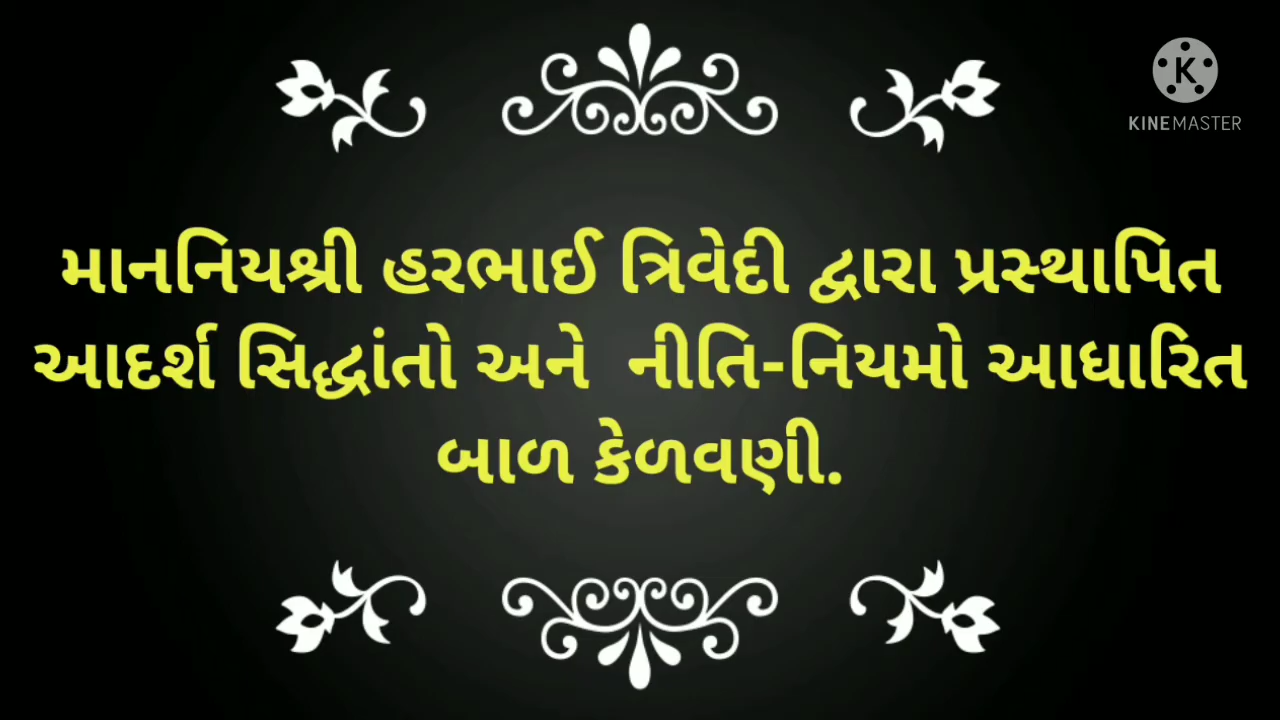 KINEMASTER
માનનિયશ્રી હરભાઈ ત્રિવેદી દ્વારા પ્રસ્થાપિત
આદર્શ સિદ્ધાંતો અને નીતિ-નિયમો આધારિત
બાળ કેળવણી.